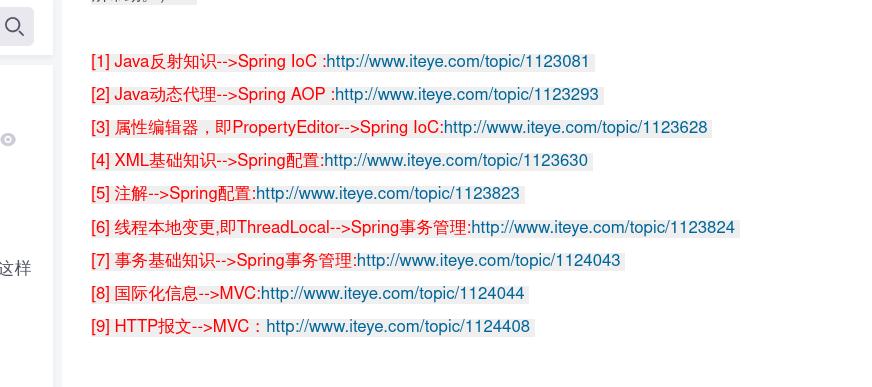 [1] Java反射知识-->Spring IoC :http://www.iteye.com/topic/1123081
[2] Java动态代理-->Spring AOP :http://www.iteye.com/topic/1123293
[3] 属性编辑器，即PropertyEditor-->Spring IoC:http://www.iteye.com/topic/1123628
[4] XML基础知识-->Spring配置:http://www.iteye.com/topic/1123630
[5] 注解-->Spring配置:http://www.iteye.com/topic/1123823
[6] 线程本地变更,即ThreadLocal-->Spring事务管理:http://www.iteye.com/topic/1123824
[7] 事务基础知识-->Spring事务管理:http://www.iteye.com/topic/1124043
这样
[8] 国际化信息-->MVC:http://www.iteye.com/topic/1124044
[9] HTTP报文-->MVC：http://www.iteye.com/topic/1124408